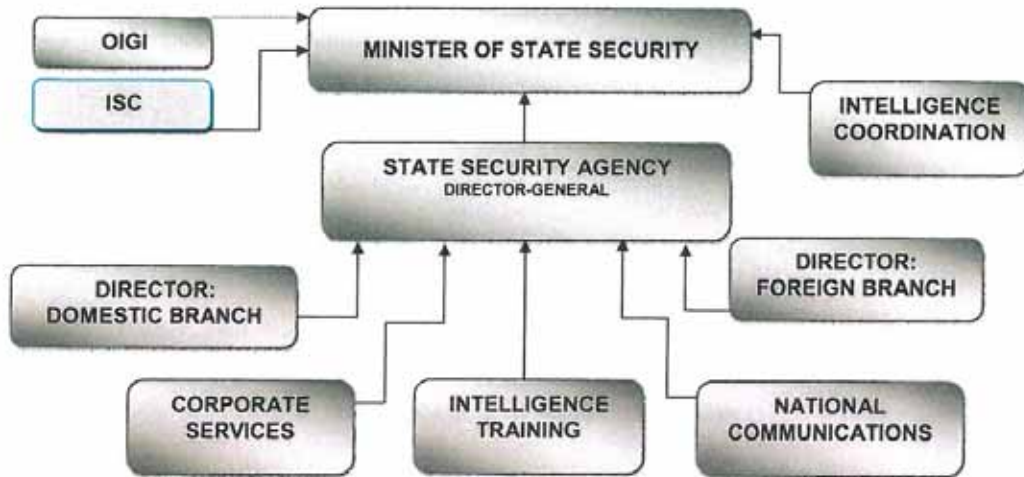 OIGI
MINISTER OF STATE SECURITY
ISC
INTELLIGENCE
COORDINATION
STATE SECURITY AGENCY
DIRECTOR-GENERAL
DIRECTOR:
DOMESTIC BRANCH
DIRECTOR:
FOREIGN BRANCH
CORPORATE
SERVICES
INTELLIGENCE
TRAINING
NATIONAL
COMMUNICATIONS